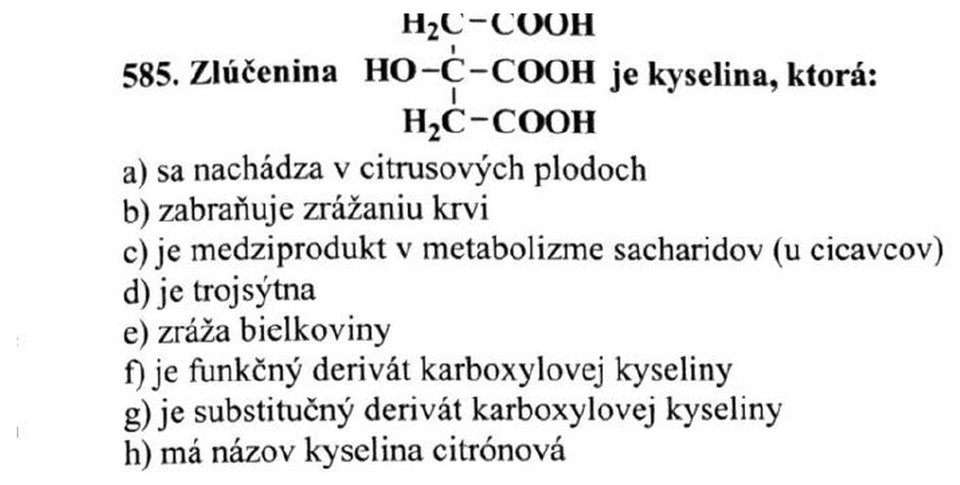 H₂C–COOH
585. Zlúčenina HO–C–COOH je kyselina, ktorá:
H₂C–COOH
a) sa nachádza v citrusových plodoch
b) zabraňuje zrážaniu krvi
c) je medziprodukt v metabolizme sacharidov (u cicavcov)
d) je trojsýtna
e) zráža bielkoviny
f) je funkčný derivát karboxylovej kyseliny
g) je substitučný derivát karboxylovej kyseliny
h) má názov kyselina citrónová